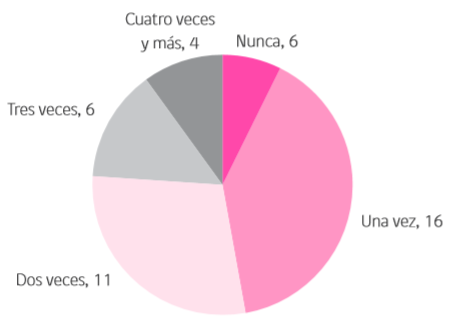 Cuatro veces
y más, 4
Nunca, 6
Tres veces, 6
Una vez, 16
Dos veces, 11